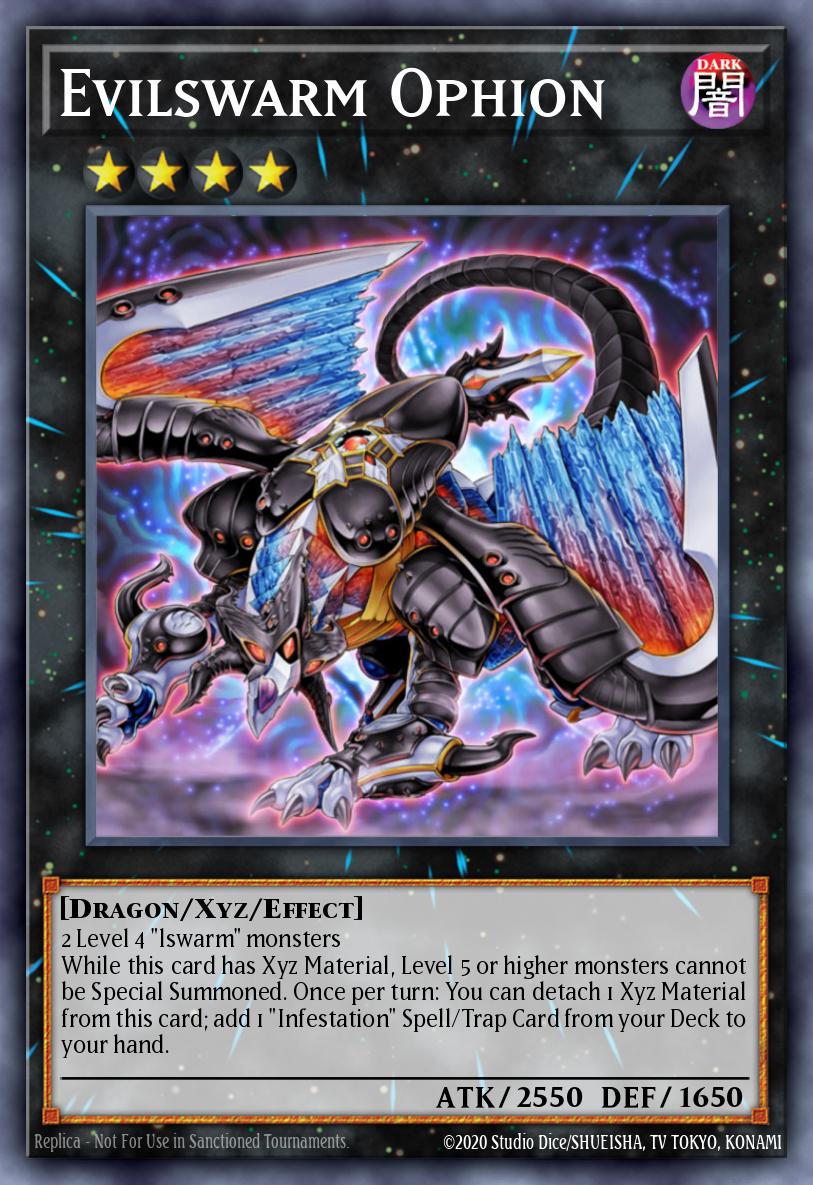 Evilswarm Ophion
DARK
闇
[Dragon/Xyz/Effect]
2 Level 4 "lswarm" monsters
While this card has Xyz Material, Level 5 or higher monsters cannot
be Special Summoned. Once per turn: You can detach 1 Xyz Material
from this card; add 1 "Infestation" Spell/Trap Card from your Deck to
your hand.
ATK/2550 DEF/1650
Replica - Not For Use in Sanctioned Tournaments.
©2020 Studio Dice/SHUEISHA, TV TOKYO, KONAMI